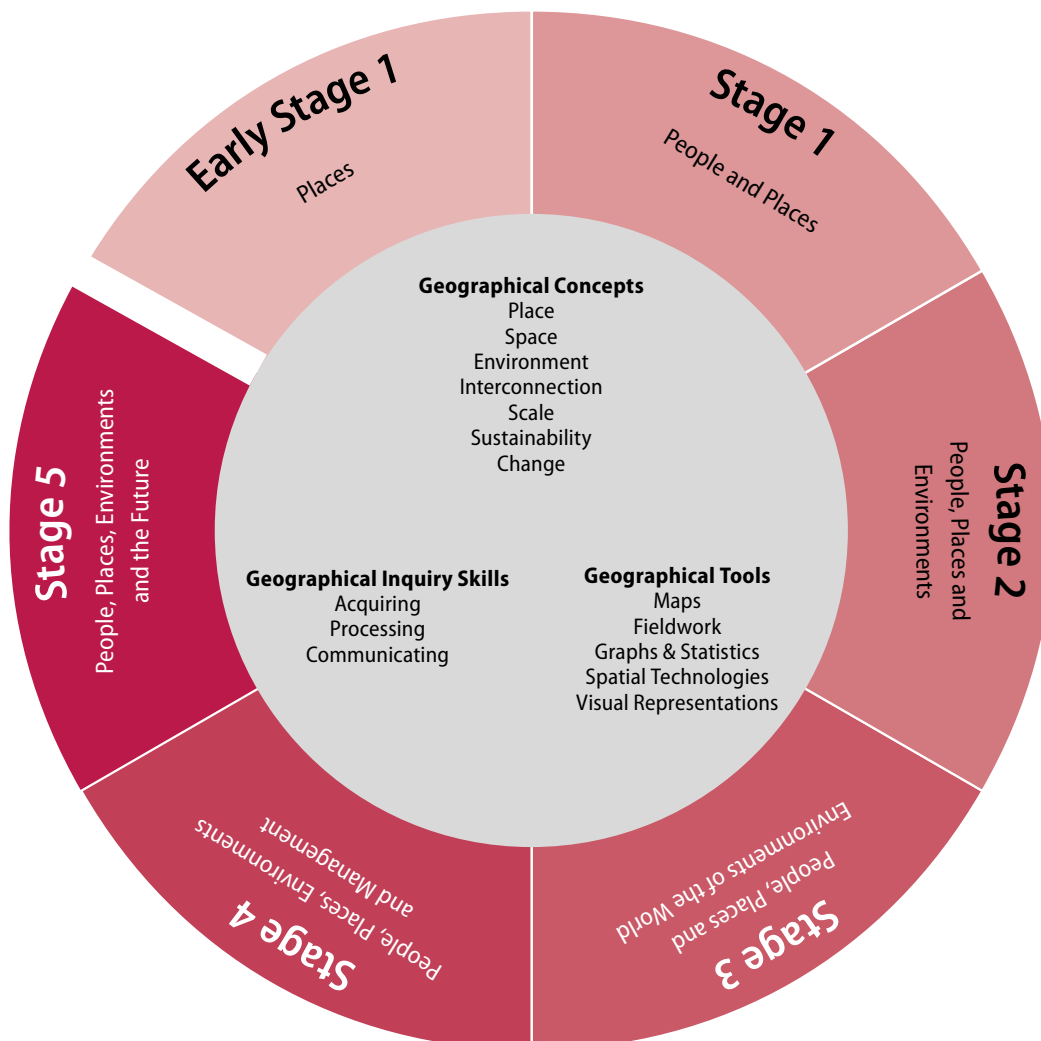 Early Stage 1
Places
Stage 1
People and Places
Stage 2
People, Places and
Environments
Stage 3
People, Places and
Environments of the World
Stage 4
People, Places, Environments
and Management
Stage 5
People, Places, Environments
and the Future
Geographical Concepts
Place
Space
Environment
Interconnection
Scale
Sustainability
Change
Geographical Inquiry Skills
Acquiring
Processing
Communicating
Geographical Tools
Maps
Fieldwork
Graphs & Statistics
Spatial Technologies
Visual Representations